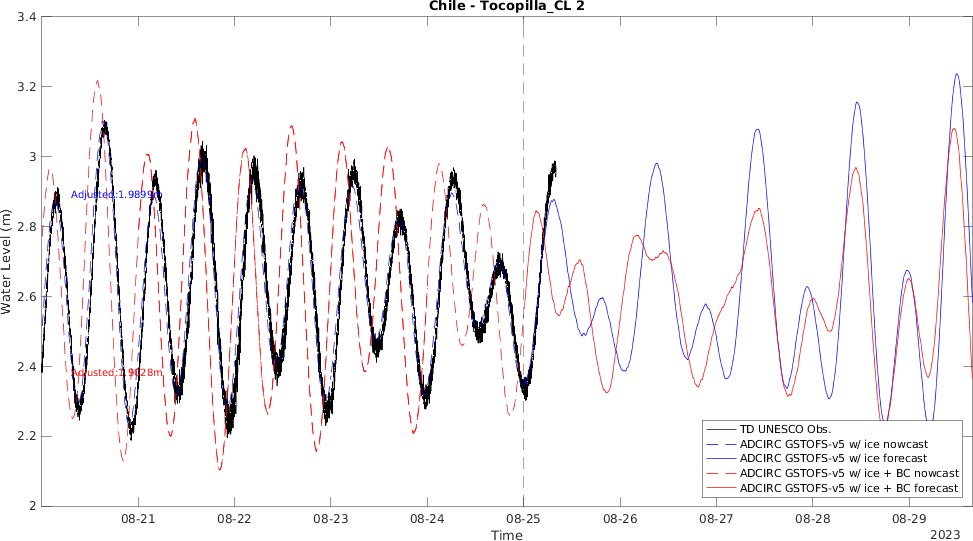 Chile - Tocopilla_CL 2
3.4
3.2
3
2.8
2.6
2.4
2.2
2
Water Level (m)
Adjusted:1.9899m
Adjusted:1.9028m
TD UNESCO Obs.
ADCIRC GSTOFS-v5 w/ ice nowcast
ADCIRC GSTOFS-v5 w/ ice forecast
ADCIRC GSTOFS-v5 w/ ice + BC nowcast
ADCIRC GSTOFS-v5 w/ ice + BC forecast
08-21 08-22 08-23 08-24 08-25 08-26 08-27 08-28 08-29
Time
2023